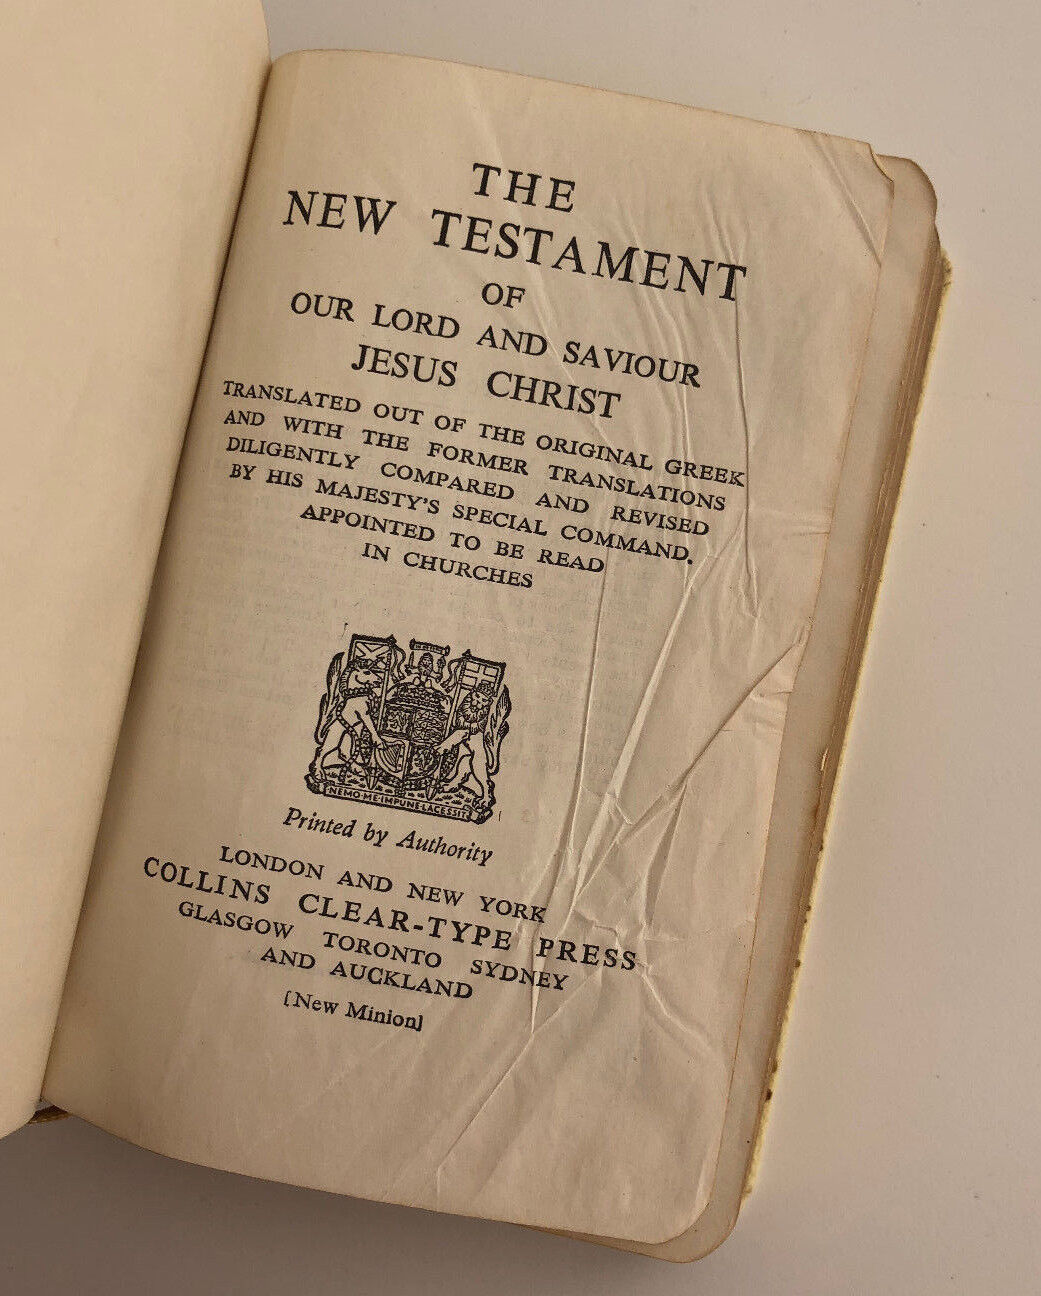 THE
NEW TESTAMENT
OF
OUR LORD AND SAVIOUR
JESUS CHRIST
TRANSLATED OUT OF THE ORIGINAL GREEK
AND WITH THE FORMER TRANSLATIONS
DILIGENTLY COMPARED AND REVISED
BY HIS MAJESTY'S SPECIAL COMMAND.
APPOINTED TO BE READ
IN CHURCHES
NEMO·ME·IMPUNE·LACESSIT
Printed by Authority
LONDON AND NEW YORK
COLLINS CLEAR-TYPE PRESS
GLASGOW TORONTO SYDNEY
AND AUCKLAND
[New Minion]